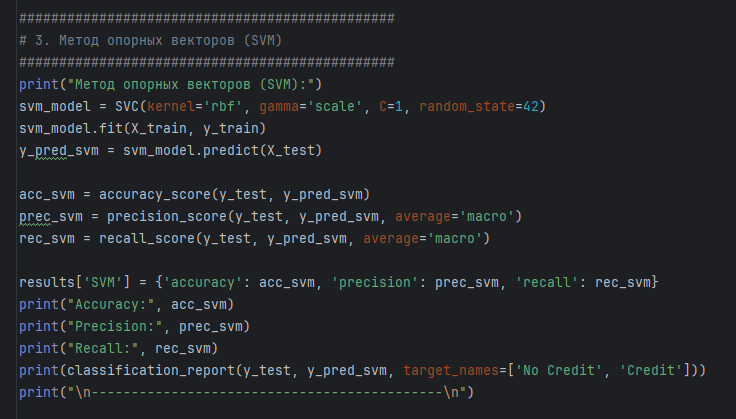 ###############################################
# 3. Метод опорных векторов (SVM)
###############################################
print("Метод опорных векторов (SVM):")
svm_model = SVC(kernel='rbf', gamma='scale', C=1, random_state=42)
svm_model.fit(X_train, y_train)
y_pred_svm = svm_model.predict(X_test)

acc_svm = accuracy_score(y_test, y_pred_svm)
prec_svm = precision_score(y_test, y_pred_svm, average='macro')
rec_svm = recall_score(y_test, y_pred_svm, average='macro')

results['SVM'] = {'accuracy': acc_svm, 'precision': prec_svm, 'recall': rec_svm}
print("Accuracy:", acc_svm)
print("Precision:", prec_svm)
print("Recall:", rec_svm)
print(classification_report(y_test, y_pred_svm, target_names=['No Credit', 'Credit']))
print("\n--------------------------------------------\n")